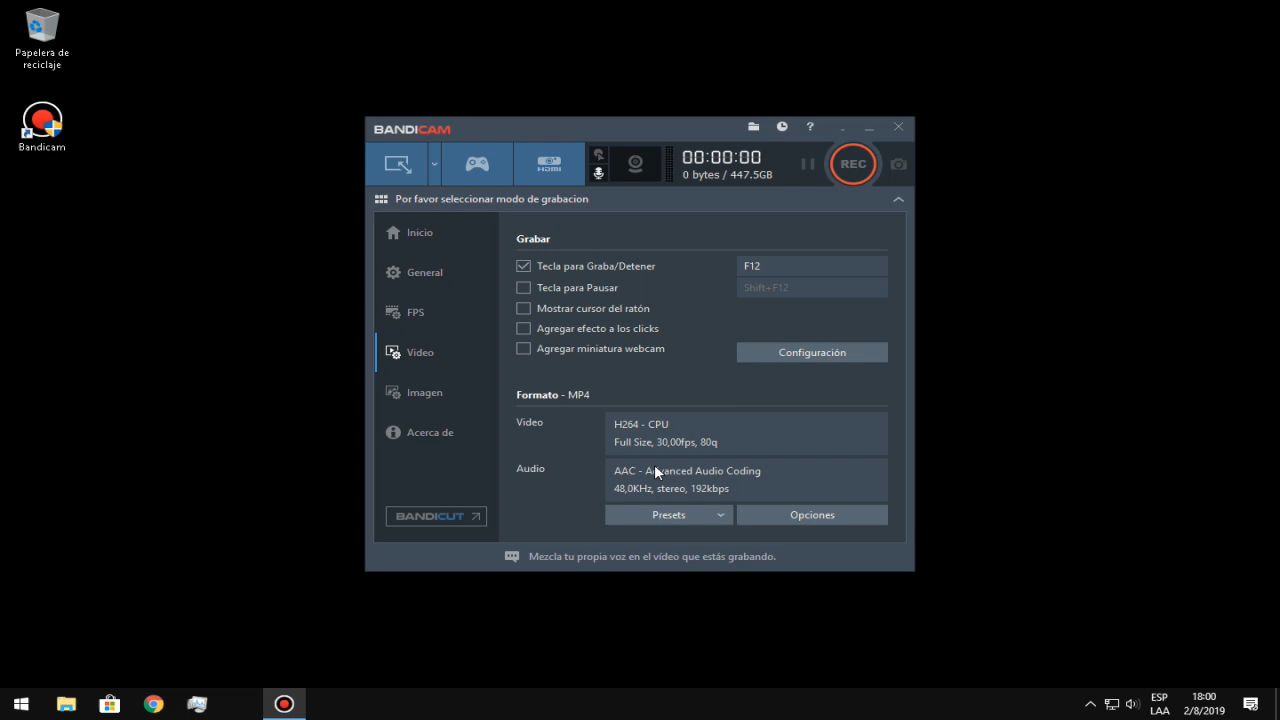 Papelera de
reciclaje
Bandicam
BANDICAM
?
HDMI
00:00:00
0 bytes / 447.5GB
REC
Por favor seleccionar modo de grabacion
Inicio
General
FPS
Video
Imagen
Acerca de
BANDICUT
Grabar
Tecla para Graba/Detener
F12
Tecla para Pausar
Shift+F12
Mostrar cursor del ratón
Agregar efecto a los clicks
Agregar miniatura webcam
Configuración
Formato - MP4
Video
H264 - CPU
Full Size, 30,00fps, 80q
Audio
AAC - Advanced Audio Coding
48,0KHz, stereo, 192kbps
Presets
Opciones
Mezcla tu propia voz en el vídeo que estás grabando.
ESP
LAA
18:00
2/8/2019